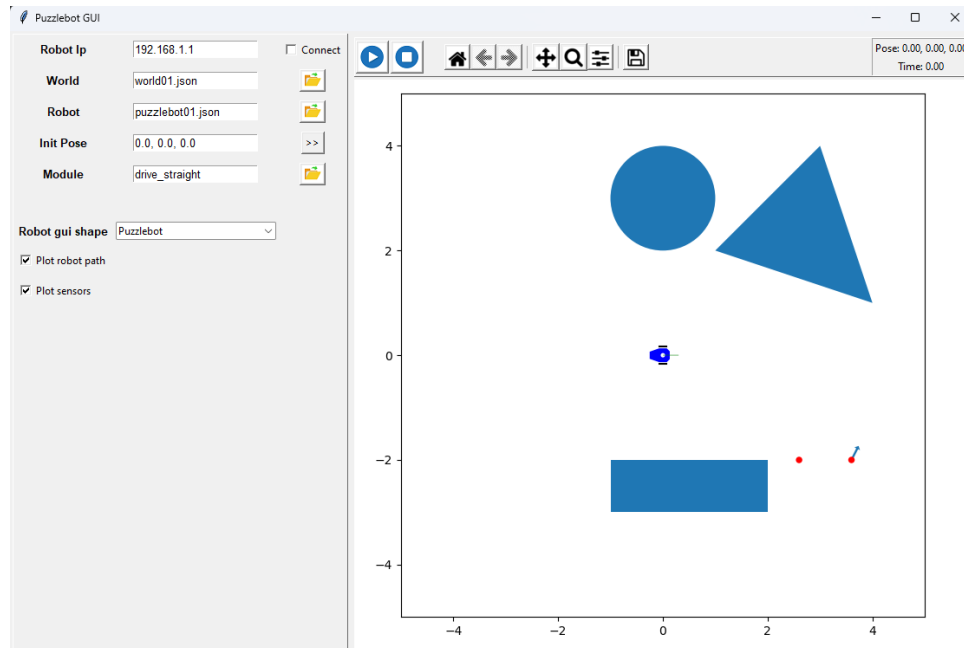 Puzzlebot GUI
Robot Ip 192.168.1.1 Connect
World world01.json
Robot puzzlebot01.json
Init Pose 0.0, 0.0, 0.0 >>
Module drive_straight
Robot gui shape Puzzlebot
Plot robot path
Plot sensors
Pose: 0.00, 0.00, 0.00
Time: 0.00
4
2
0
−2
−4
−4 −2 0 2 4